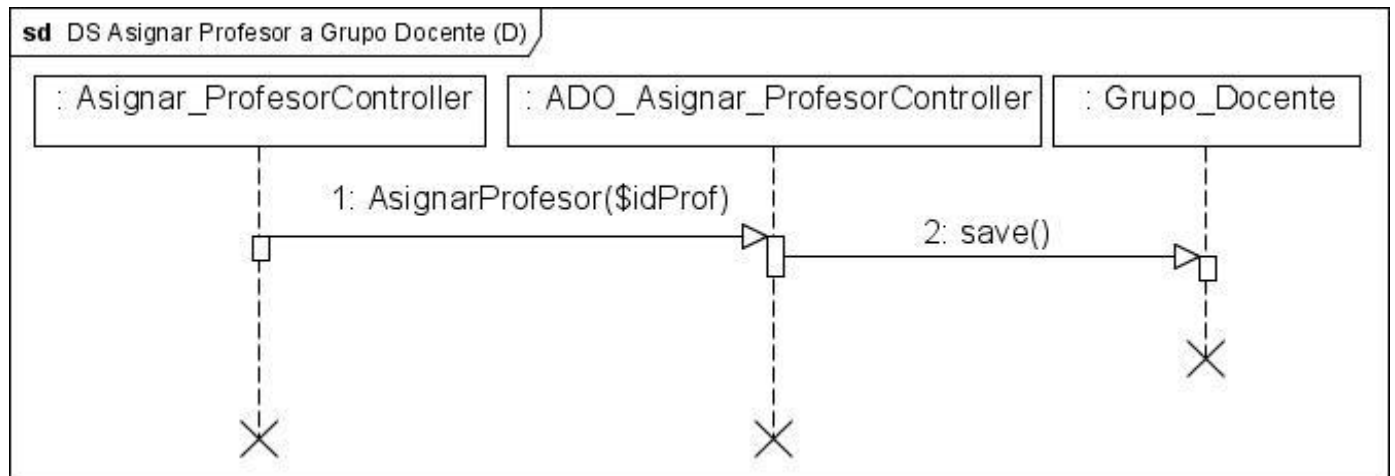 sd DS Asignar Profesor a Grupo Docente (D)
: Asignar_ProfesorController
: ADO_Asignar_ProfesorController
: Grupo_Docente
1: AsignarProfesor($idProf)
2: save()